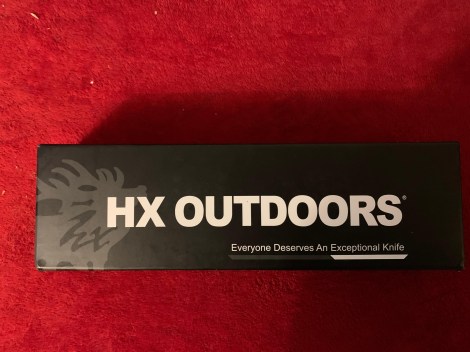 HX OUTDOORS®
Everyone Deserves An Exceptional Knife